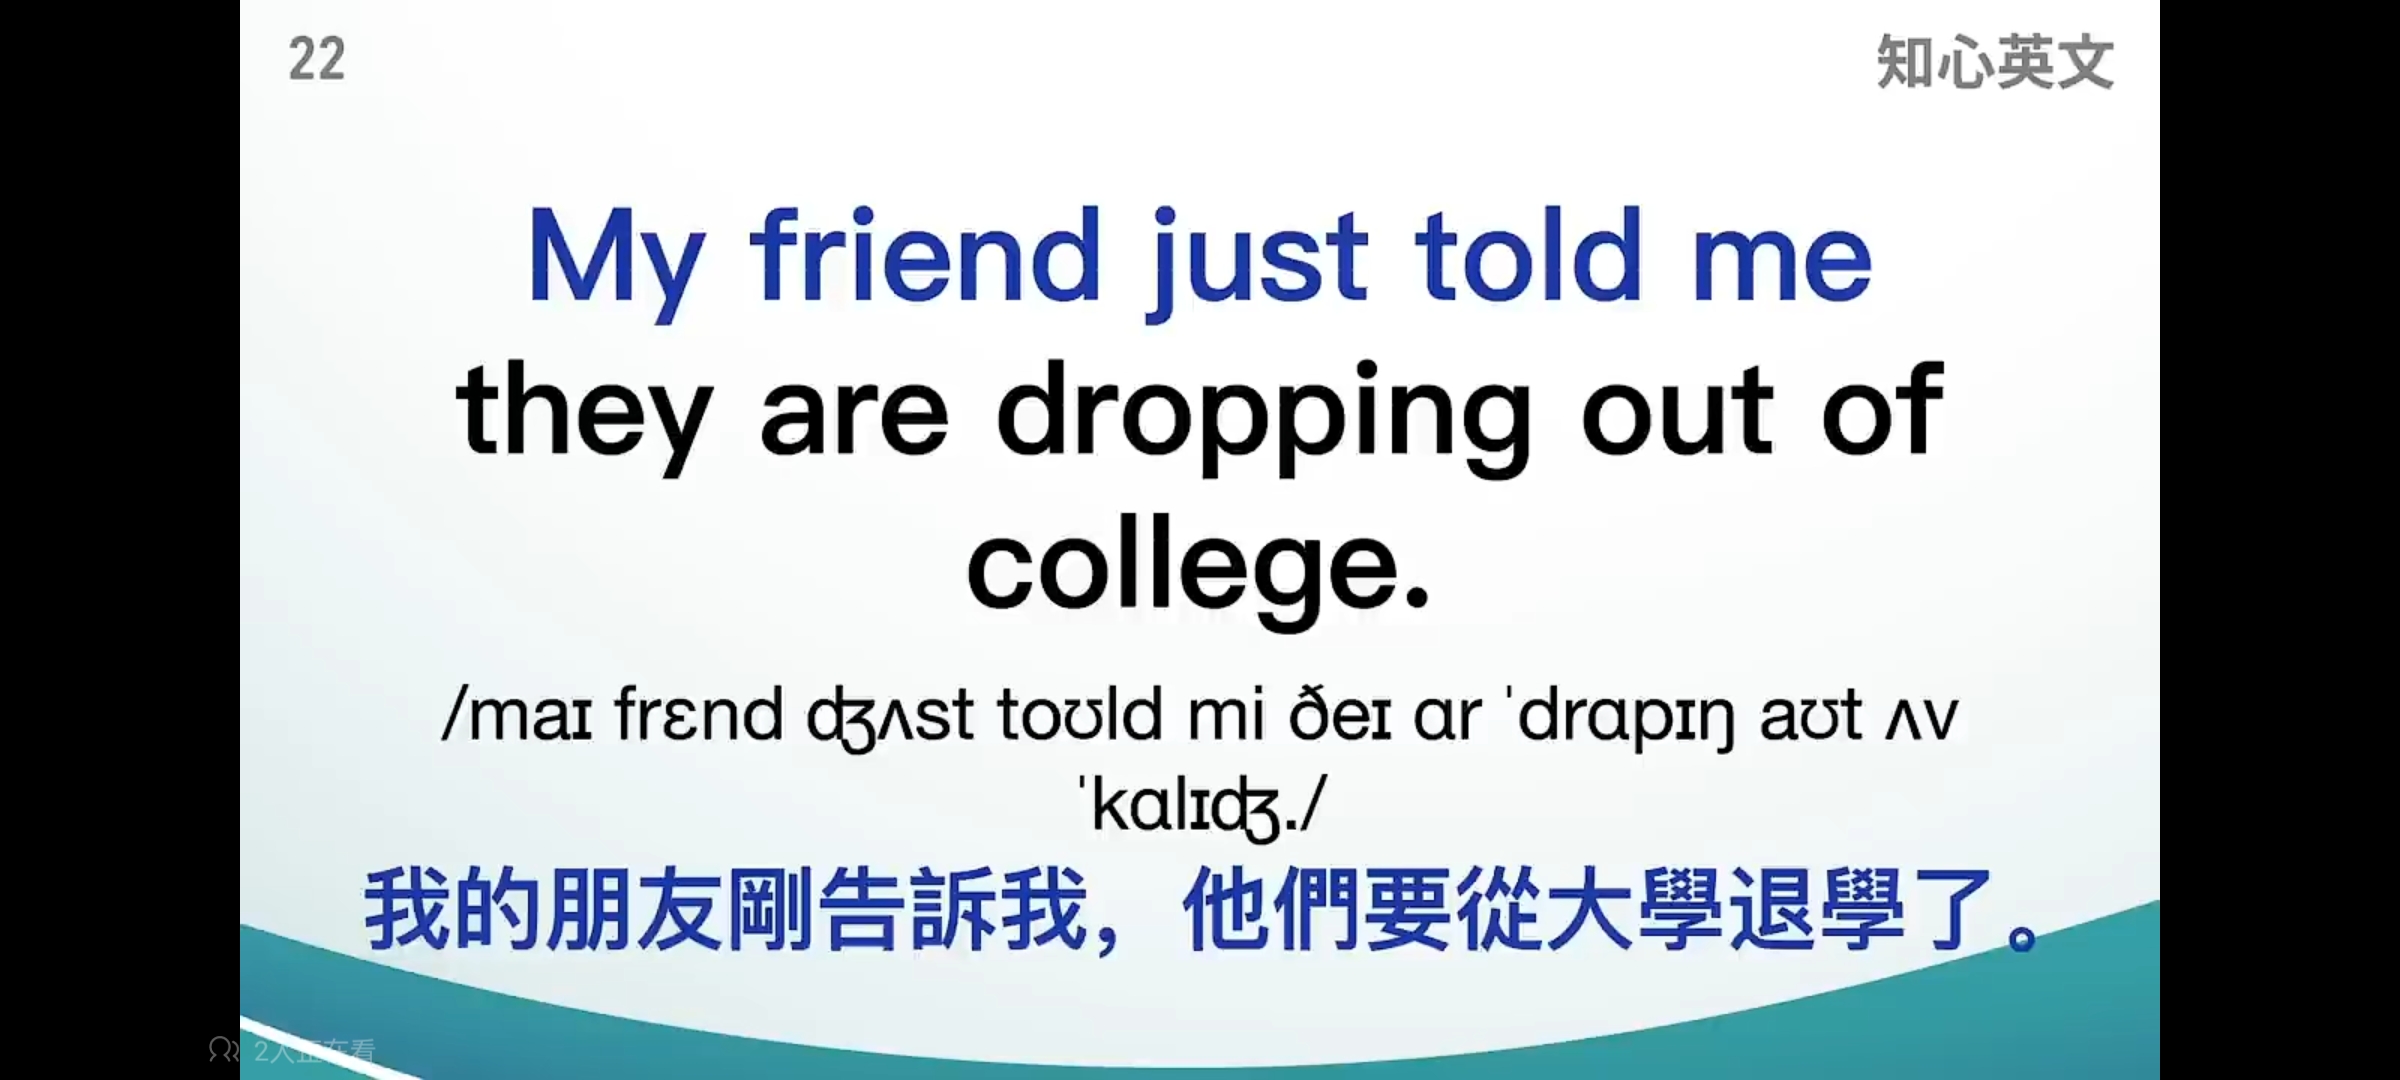 22
知心英文
My friend just told me
they are dropping out of
college.
/maɪ frɛnd ʤʌst toʊld mi ðeɪ ɑr ˈdrɑpɪŋ aʊt ʌv
ˈkɑlɪʤ./
我的朋友剛告訴我，他們要從大學退學了。
2人正在看